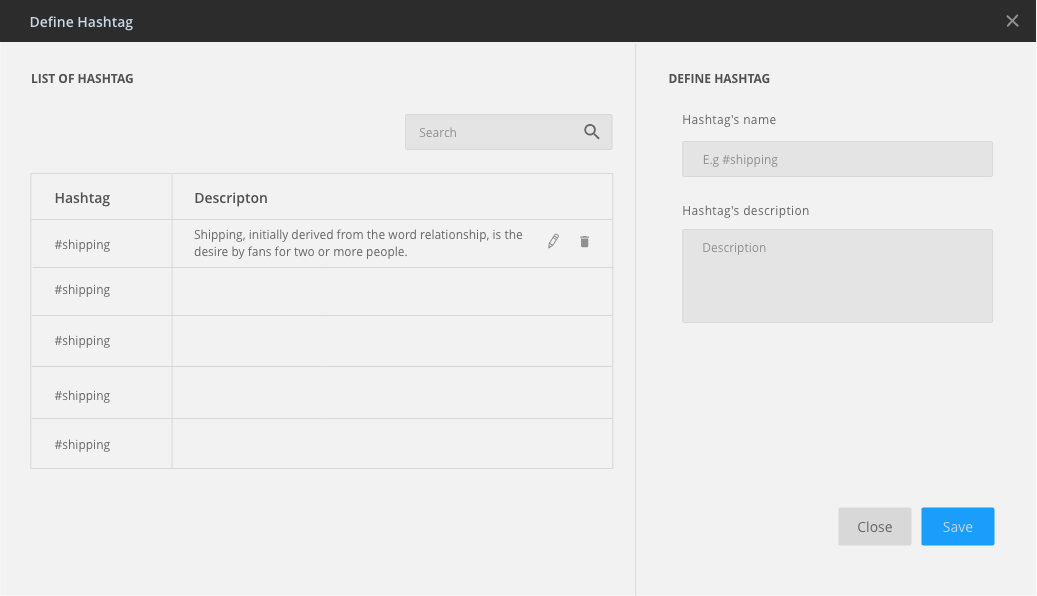 Define Hashtag
LIST OF HASHTAG
Search
Hashtag Descripton
#shipping Shipping, initially derived from the word relationship, is the
desire by fans for two or more people.
#shipping
#shipping
#shipping
#shipping
DEFINE HASHTAG
Hashtag's name
E.g #shipping
Hashtag's description
Description
Close Save